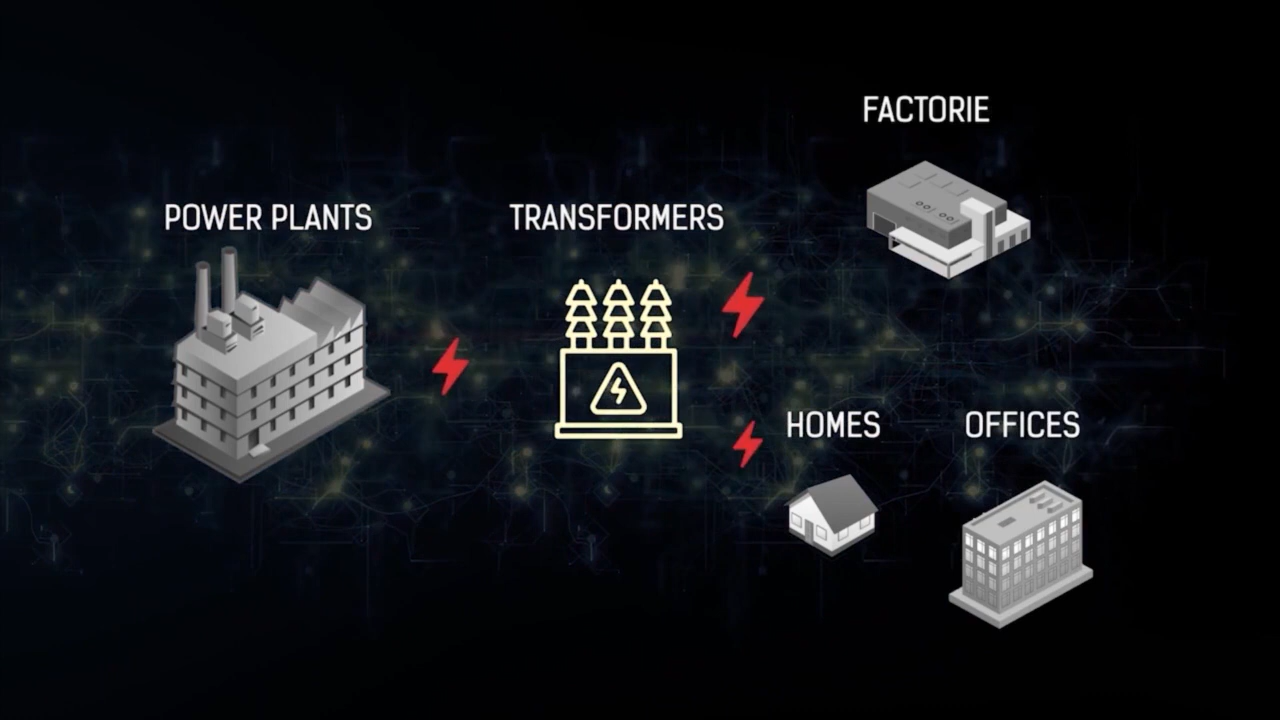 FACTORIE
POWER PLANTS
TRANSFORMERS
HOMES
OFFICES